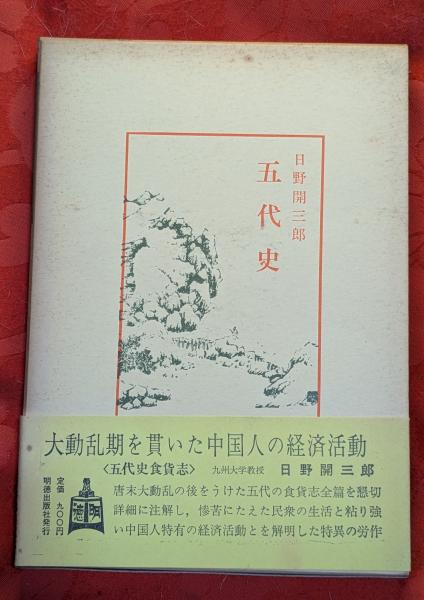 日野開三郎
五代史
大動乱期を貫いた中国人の経済活動
〈五代史食貨志〉 九州大学教授 日野開三郎
唐末大動乱の後をうけた五代の食貨志全篇を懇切
詳細に注解し，惨苦にたえた民衆の生活と粘り強
い中国人特有の経済活動とを解明した特異の労作
明徳
定価 九〇〇円
明徳出版社発行